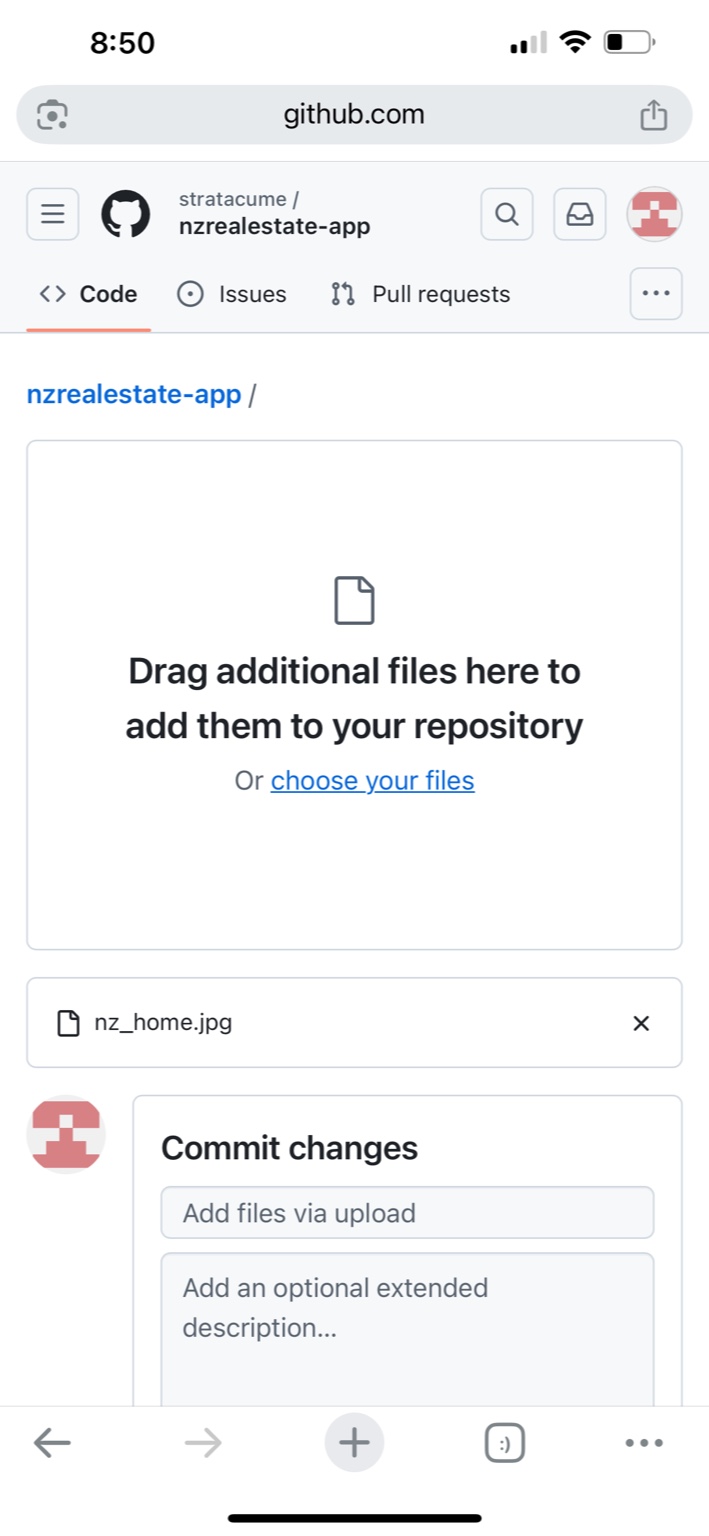 8:50
github.com
stratacume /
nzrealestate-app
Code
Issues
Pull requests
nzrealestate-app /
Drag additional files here to
add them to your repository
Or choose your files
nz_home.jpg
Commit changes
Add files via upload
Add an optional extended
description...
:)